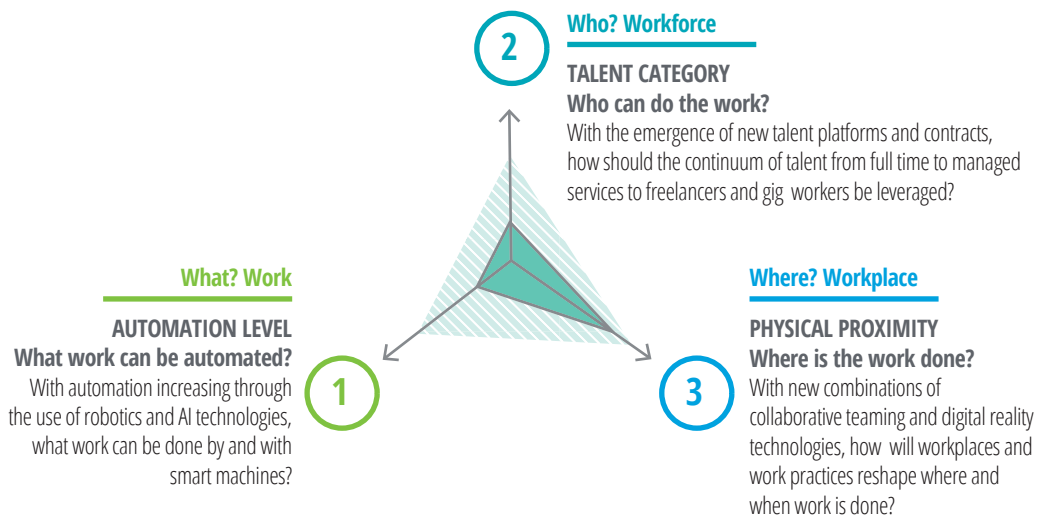 2
Who? Workforce
TALENT CATEGORY
Who can do the work?
With the emergence of new talent platforms and contracts,
how should the continuum of talent from full time to managed
services to freelancers and gig workers be leveraged?
What? Work
AUTOMATION LEVEL
What work can be automated?
With automation increasing through
the use of robotics and AI technologies,
what work can be done by and with
smart machines?
1
Where? Workplace
PHYSICAL PROXIMITY
Where is the work done?
With new combinations of
collaborative teaming and digital reality
technologies, how will workplaces and
work practices reshape where and
when work is done?
3